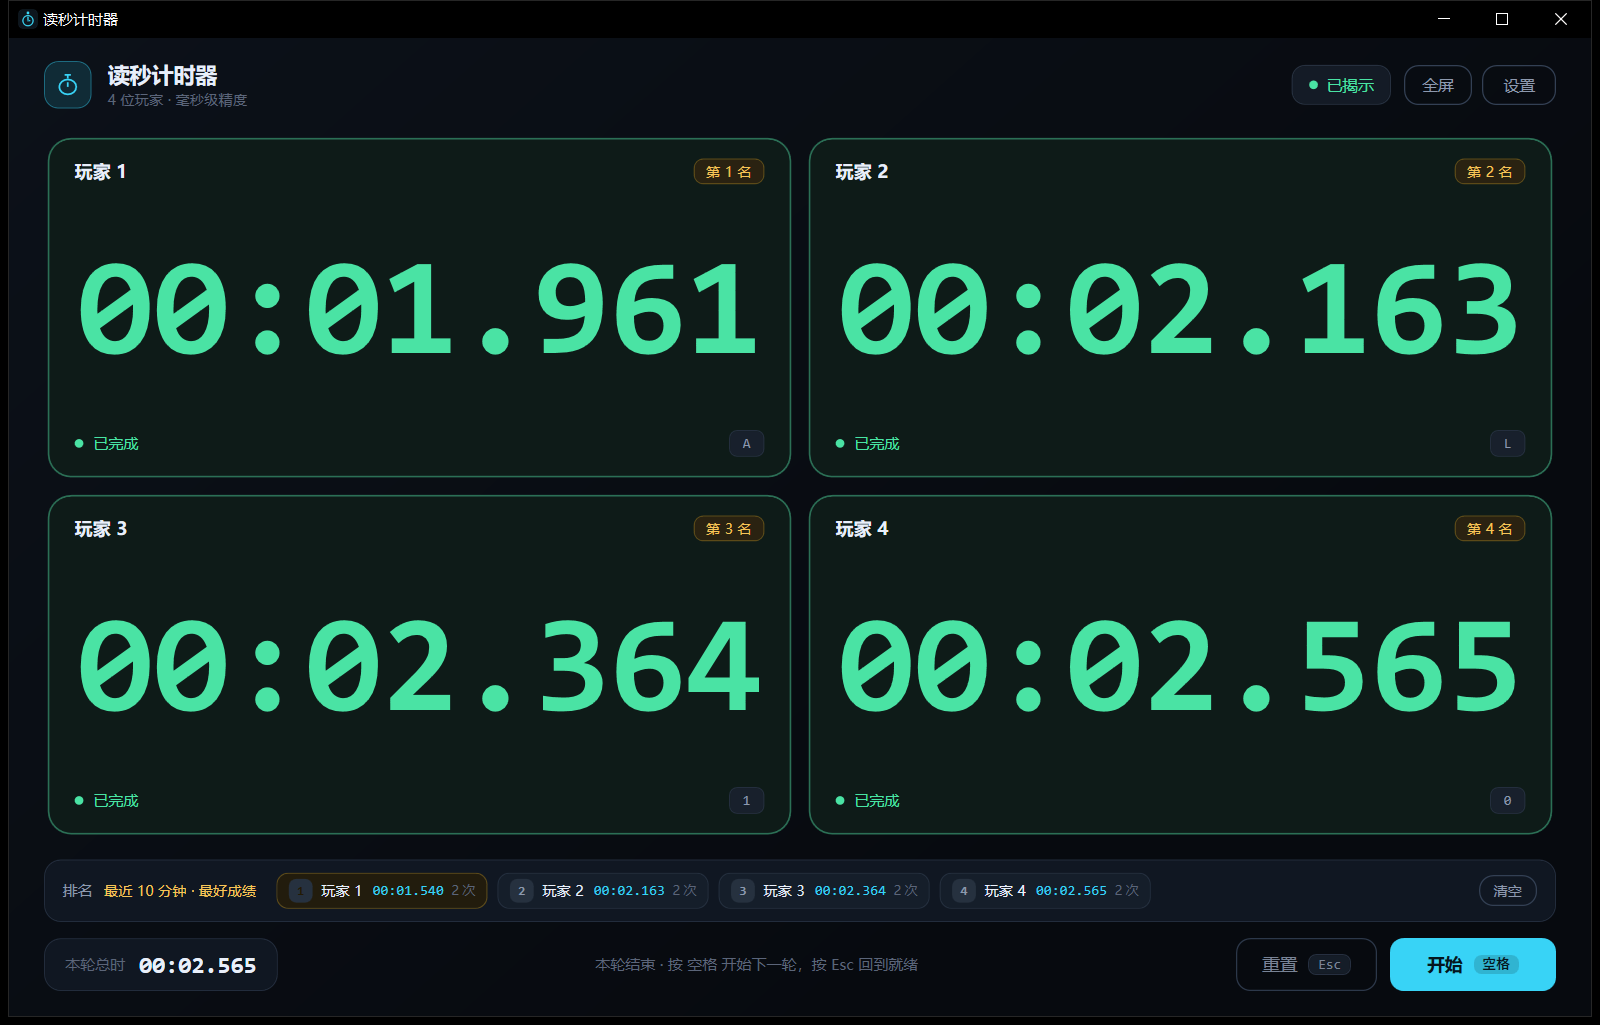 读秒计时器
读秒计时器
4 位玩家 · 毫秒级精度
已揭示
全屏
设置
玩家 1
第 1 名
00:01.961
已完成
A
玩家 2
第 2 名
00:02.163
已完成
L
玩家 3
第 3 名
00:02.364
已完成
1
玩家 4
第 4 名
00:02.565
已完成
0
排名 最近 10 分钟 · 最好成绩 1 玩家 1 00:01.540 2 次 2 玩家 2 00:02.163 2 次 3 玩家 3 00:02.364 2 次 4 玩家 4 00:02.565 2 次 清空
本轮总时 00:02.565
本轮结束 · 按 空格 开始下一轮，按 Esc 回到就绪
重置 Esc
开始 空格